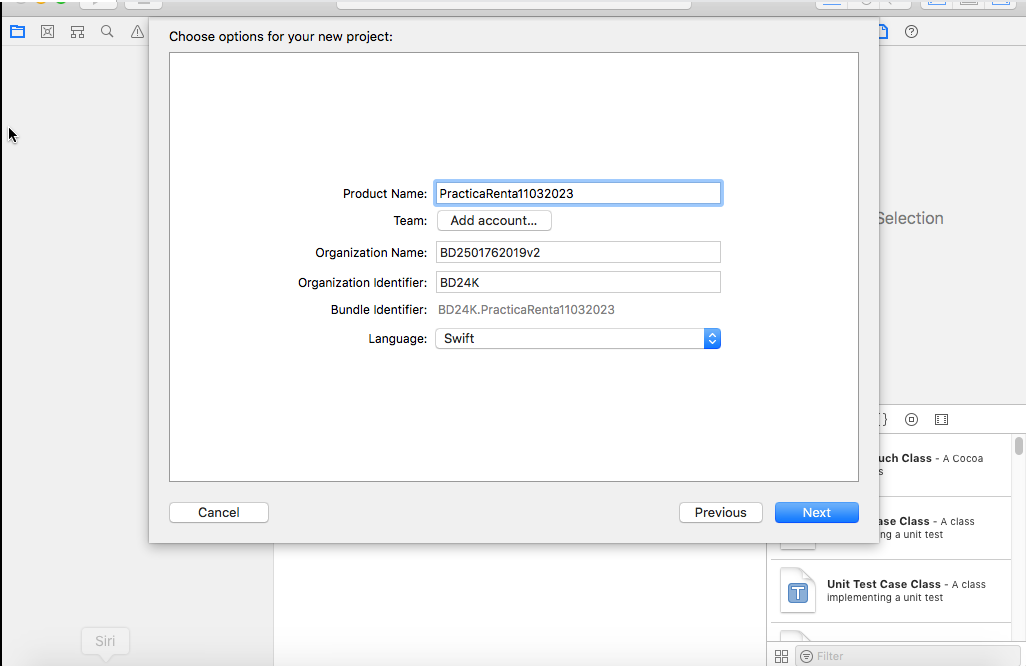 Choose options for your new project:
Product Name: PracticaRenta11032023
Team: Add account...
Organization Name: BD2501762019v2
Organization Identifier: BD24K
Bundle Identifier: BD24K.PracticaRenta11032023
Language: Swift
Cancel
Previous
Next
Selection
uch Class - A Cocoa
s
ase Class - A class
ng a unit test
Unit Test Case Class - A class
implementing a unit test
T
Siri
Filter